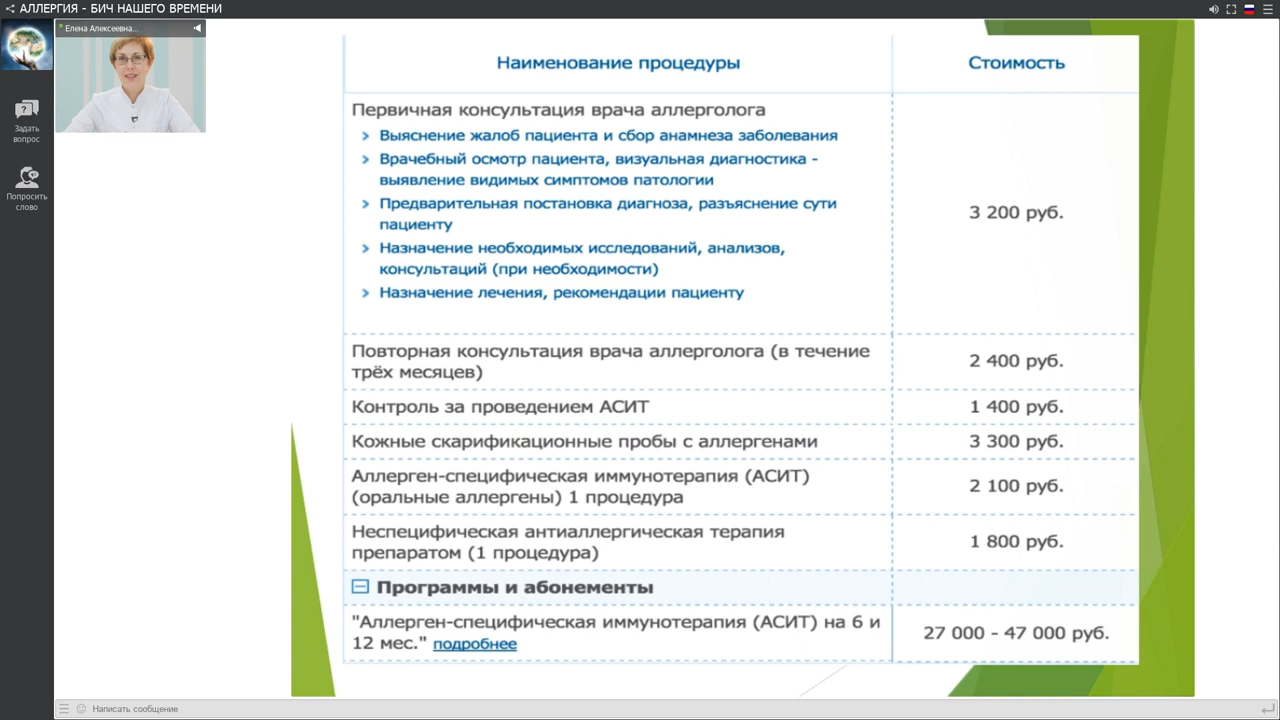 АЛЛЕРГИЯ - БИЧ НАШЕГО ВРЕМЕНИ
Елена Алексеевна...
Задать
вопрос
Попросить
слово
Наименование процедуры
Стоимость
Первичная консультация врача аллерголога
Выяснение жалоб пациента и сбор анамнеза заболевания
Врачебный осмотр пациента, визуальная диагностика -
выявление видимых симптомов патологии
Предварительная постановка диагноза, разъяснение сути
пациенту
Назначение необходимых исследований, анализов,
консультаций (при необходимости)
Назначение лечения, рекомендации пациенту
3 200 руб.
Повторная консультация врача аллерголога (в течение
трёх месяцев)
2 400 руб.
Контроль за проведением АСИТ
1 400 руб.
Кожные скарификационные пробы с аллергенами
3 300 руб.
Аллерген-специфическая иммунотерапия (АСИТ)
(оральные аллергены) 1 процедура
2 100 руб.
Неспецифическая антиаллергическая терапия
препаратом (1 процедура)
1 800 руб.
Программы и абонементы
"Аллерген-специфическая иммунотерапия (АСИТ) на 6 и
12 мес." подробнее
27 000 - 47 000 руб.
Написать сообщение